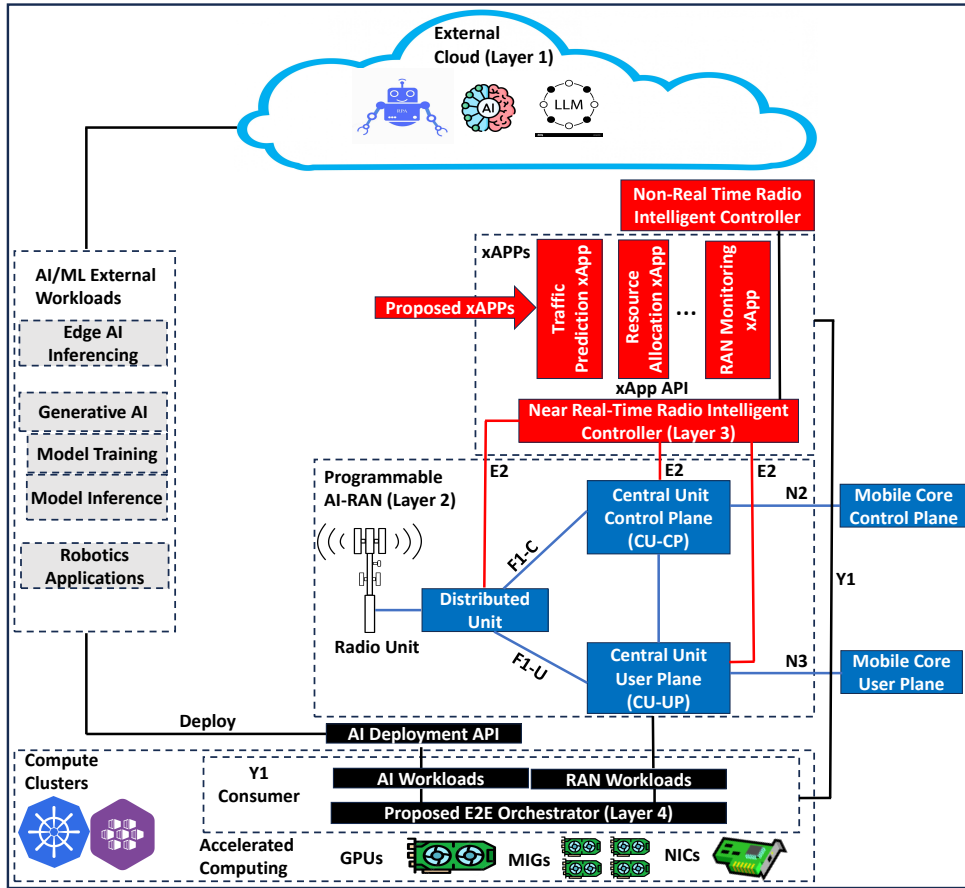 External
Cloud (Layer 1)
RPA
AI
LLM
Non-Real Time Radio
Intelligent Controller
xAPPs
Proposed xAPPs
Traffic
Prediction xApp
Resource
Allocation xApp
...
RAN Monitoring
xApp
xApp API
Near Real-Time Radio Intelligent
Controller (Layer 3)
AI/ML External
Workloads
Edge AI
Inferencing
Generative AI
Model Training
Model Inference
Robotics
Applications
E2
E2
E2
Programmable
AI-RAN (Layer 2)
Central Unit
Control Plane
(CU-CP)
N2
Mobile Core
Control Plane
F1-C
Y1
Distributed
Unit
Radio Unit
F1-U
Central Unit
User Plane
(CU-UP)
N3
Mobile Core
User Plane
Deploy
AI Deployment API
Compute
Clusters
Y1
Consumer
AI Workloads
RAN Workloads
Proposed E2E Orchestrator (Layer 4)
Accelerated
Computing
GPUs
MIGs
NICs